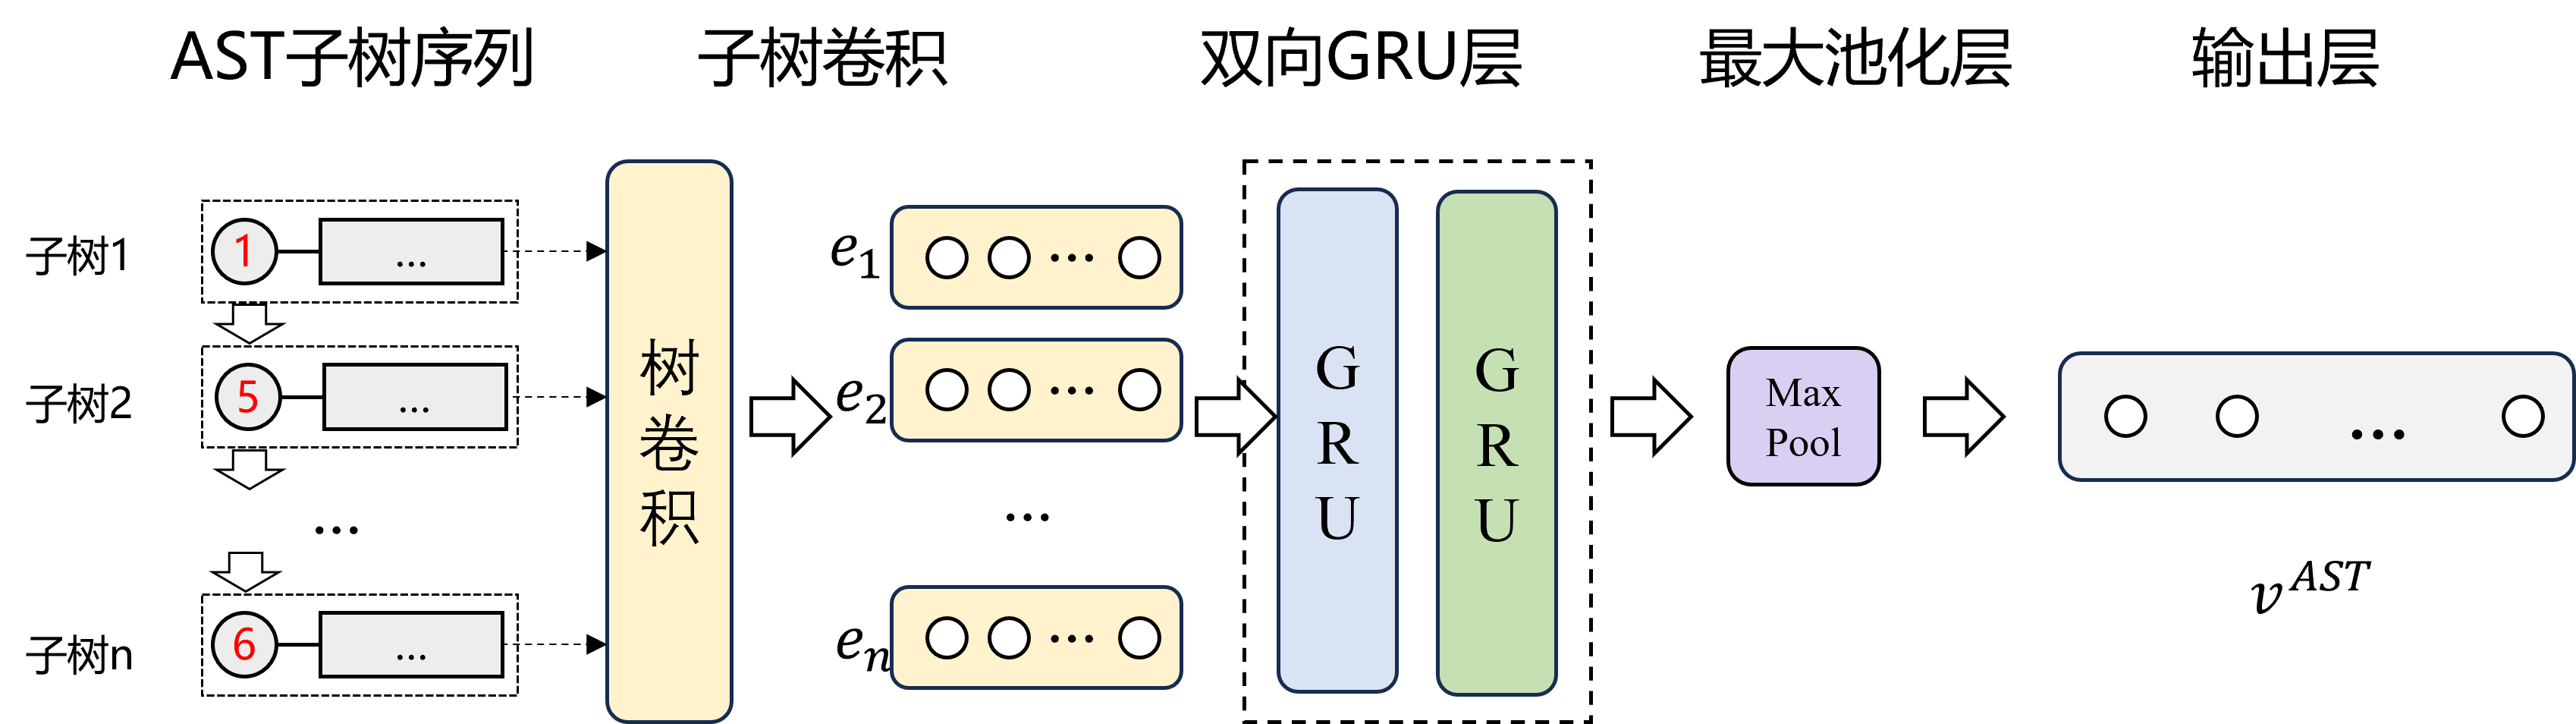 AST子树序列
子树卷积
双向GRU层
最大池化层
输出层
子树1
1
...
子树2
5
...
...
子树n
6
...
树
卷
积
e1
...
e2
...
...
en
...
G
R
U
G
R
U
Max
Pool
...
v^AST